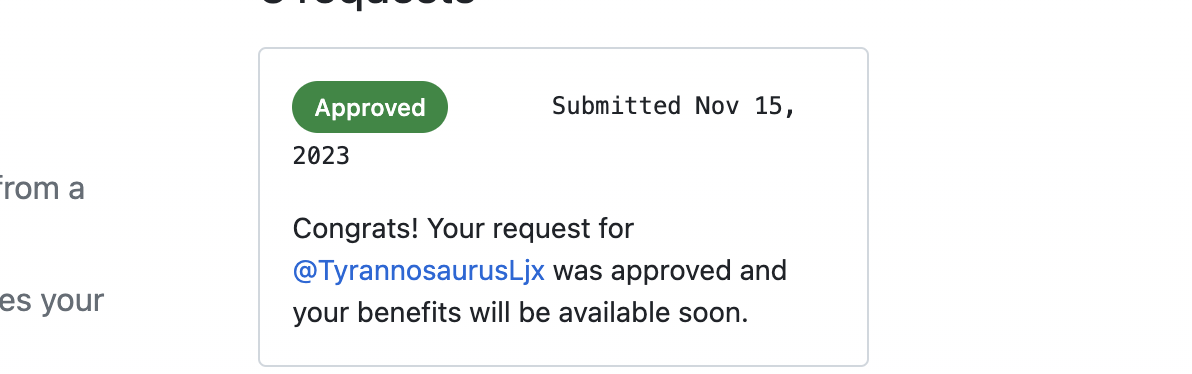 requests
Approved Submitted Nov 15,
2023
from a
Congrats! Your request for
@TyrannosaurusLjx was approved and
es your
your benefits will be available soon.